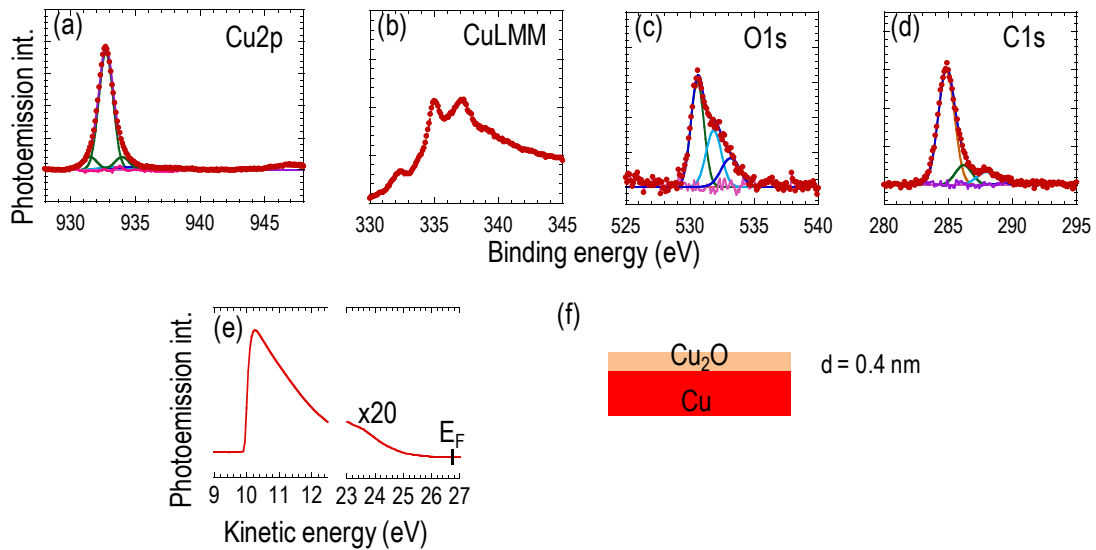 (a) Cu2p
(b) CuLMM
(c) O1s
(d) C1s
Photoemission int.
930 935 940 945
330 335 340 345
525 530 535 540
280 285 290 295
Binding energy (eV)
(e)
x20
E_F
Photoemission int.
9 10 11 12 23 24 25 26 27
Kinetic energy (eV)
(f)
Cu₂O
d = 0.4 nm
Cu